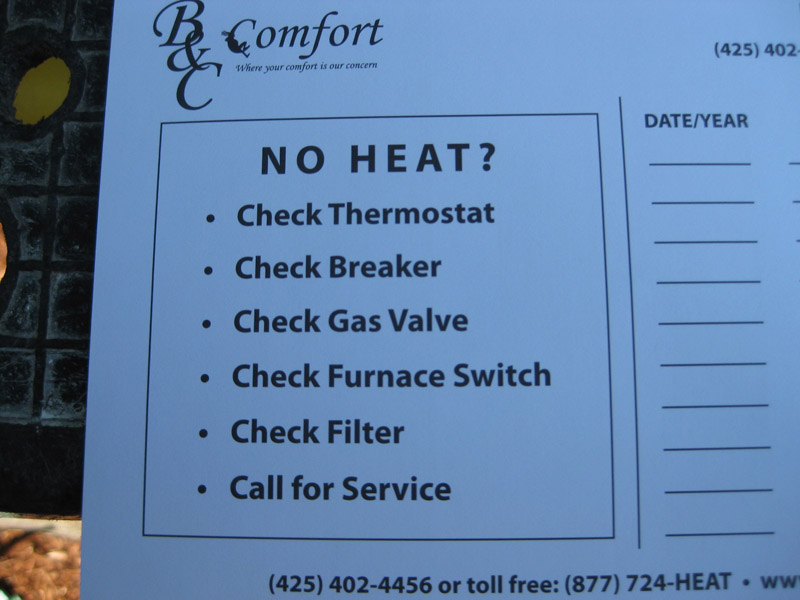 B&C Comfort
Where your comfort is our concern
(425) 402-
NO HEAT?
• Check Thermostat
• Check Breaker
• Check Gas Valve
• Check Furnace Switch
• Check Filter
• Call for Service
DATE/YEAR
(425) 402-4456 or toll free: (877) 724-HEAT • www